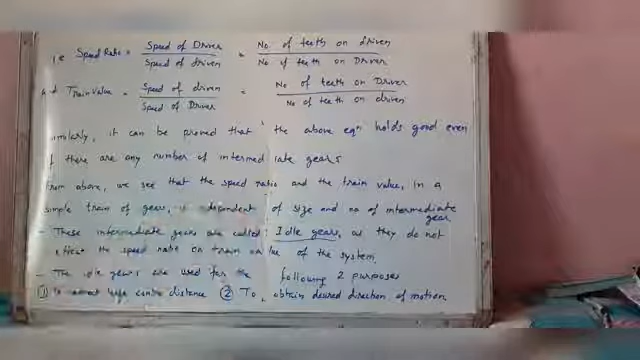 i.e Speed Ratio = Speed of Driver / Speed of driven = No of teeth on driven / No of teeth on Driver
and Train Value = Speed of driven / Speed of Driver = No of teeth on Driver / No of teeth on driven
similarly, it can be proved that the above eqn holds good even
if there are any number of intermediate gears
From above, we see that the speed ratio and the train value, in a
simple train of gears, is independent of size and no of intermediate gear
- These intermediate gears are called Idle gears, as they do not
effect the speed ratio or train value of the system.
- The idle gears are used for the following 2 purposes
① To connect large centre distance ② To obtain desired direction of motion.